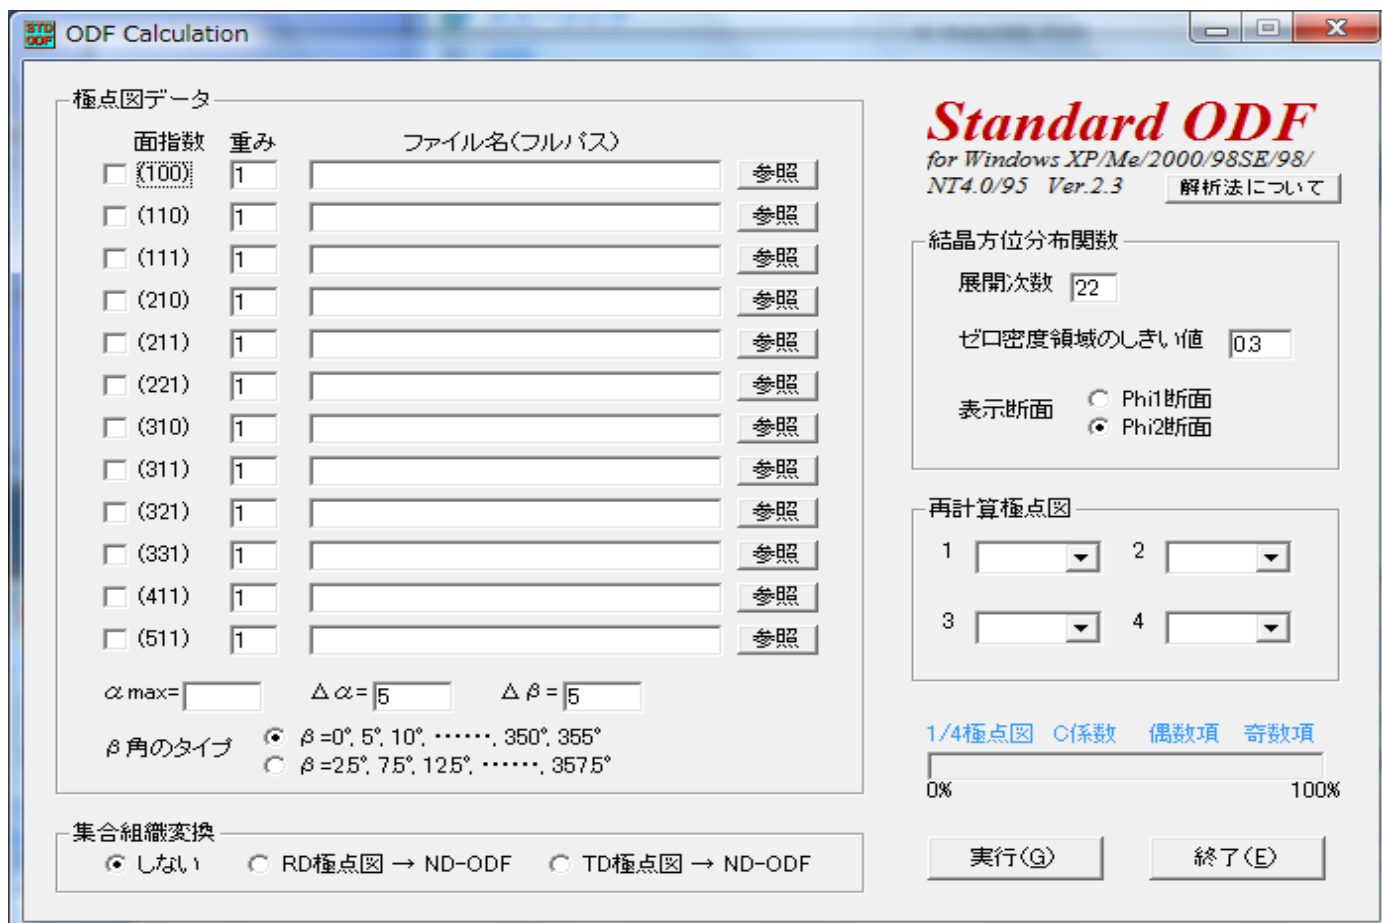 STD ODF ODF Calculation
極点図データ
面指数 重み ファイル名(フルパス)
(100) 1 参照
(110) 1 参照
(111) 1 参照
(210) 1 参照
(211) 1 参照
(221) 1 参照
(310) 1 参照
(311) 1 参照
(321) 1 参照
(331) 1 参照
(411) 1 参照
(511) 1 参照
αmax= Δα= 5 Δβ= 5
β角のタイプ β=0°, 5°, 10°, ・・・・・・, 350°, 355°
β=2.5°, 7.5°, 12.5°, ・・・・・・, 357.5°
集合組織変換
しない RD極点図 → ND-ODF TD極点図 → ND-ODF
Standard ODF
for Windows XP/Me/2000/98SE/98/
NT4.0/95 Ver.2.3 解析法について
結晶方位分布関数
展開次数 22
ゼロ密度領域のしきい値 0.3
表示断面 Phi1断面
Phi2断面
再計算極点図
1 2
3 4
1/4極点図 C係数 偶数項 奇数項
0% 100%
実行(G) 終了(E)